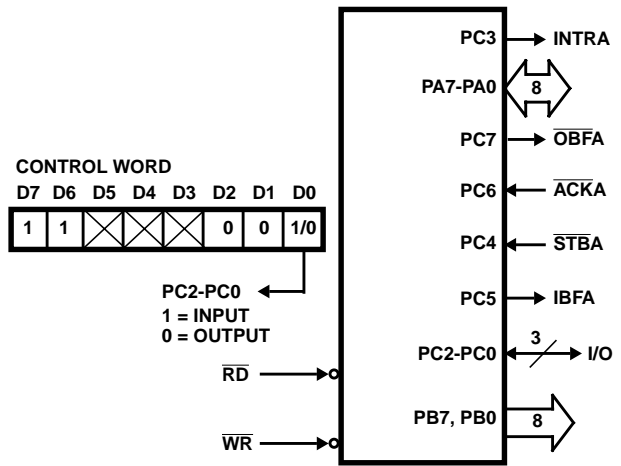 PC3 INTRA
PA7-PA0 8
PC7 OBFA
CONTROL WORD
D7 D6 D5 D4 D3 D2 D1 D0
1 1 0 0 1/0
PC6 ACKA
PC4 STBA
PC2-PC0
1 = INPUT
0 = OUTPUT
PC5 IBFA
PC2-PC0 3 I/O
RD
PB7, PB0 8
WR